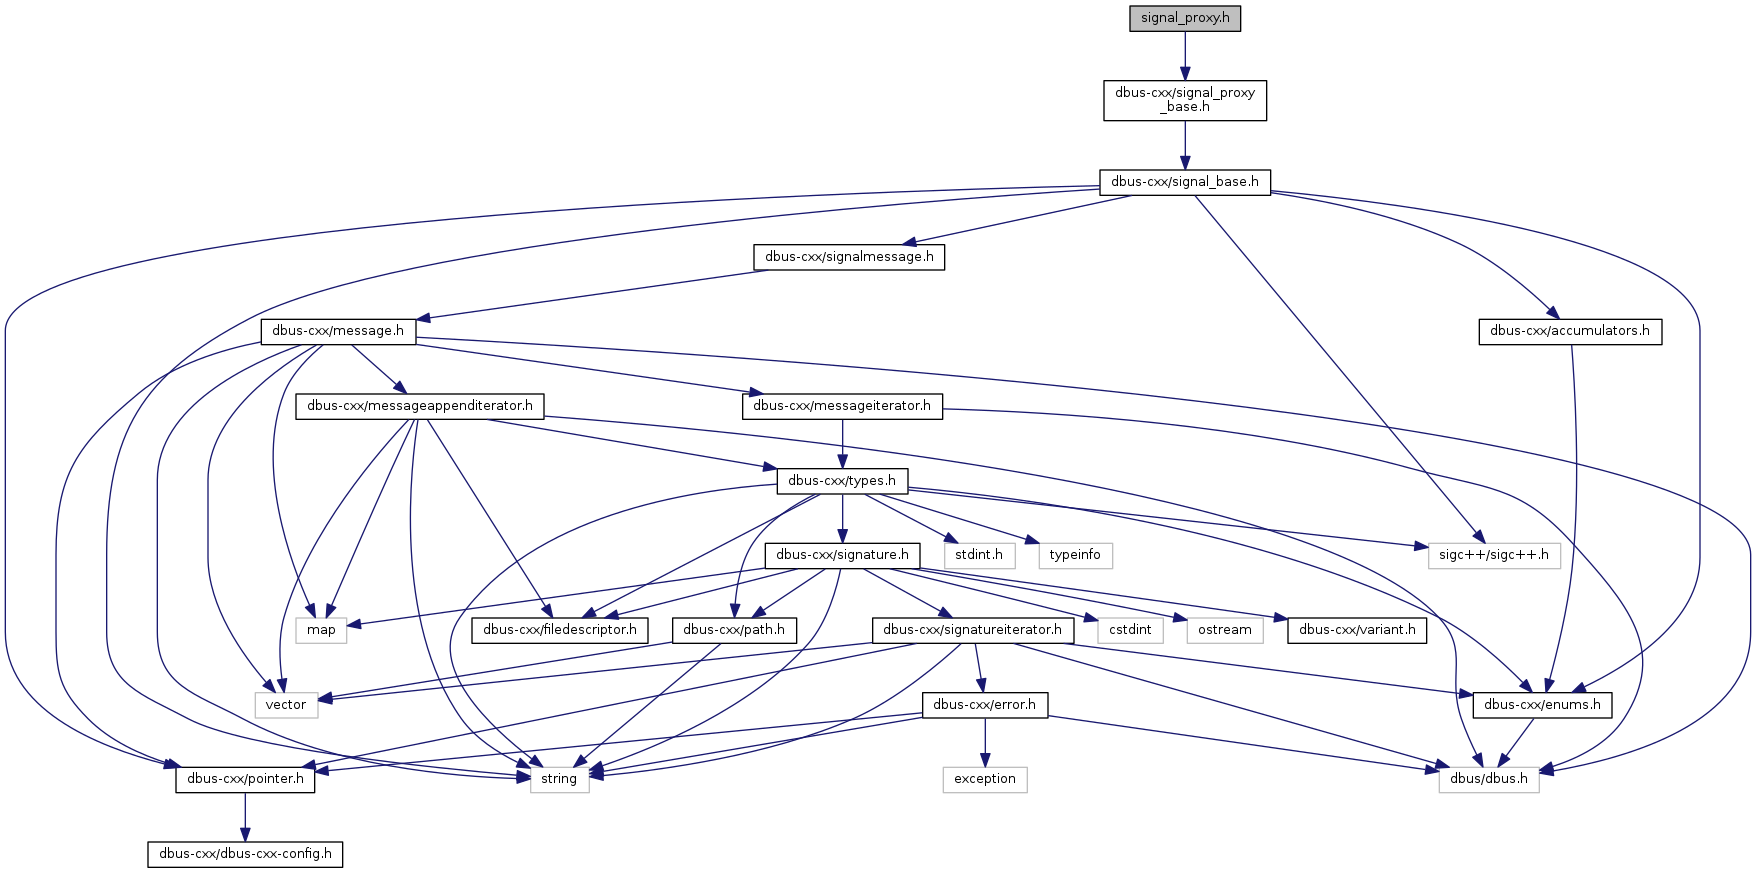 signal_proxy.h
dbus-cxx/signal_proxy
_base.h
dbus-cxx/signal_base.h
dbus-cxx/signalmessage.h
dbus-cxx/message.h
dbus-cxx/accumulators.h
dbus-cxx/messageappenditerator.h
dbus-cxx/messageiterator.h
dbus-cxx/types.h
dbus-cxx/signature.h
stdint.h
typeinfo
sigc++/sigc++.h
map
dbus-cxx/filedescriptor.h
dbus-cxx/path.h
dbus-cxx/signatureiterator.h
cstdint
ostream
dbus-cxx/variant.h
vector
dbus-cxx/error.h
dbus-cxx/enums.h
dbus-cxx/pointer.h
string
exception
dbus/dbus.h
dbus-cxx/dbus-cxx-config.h